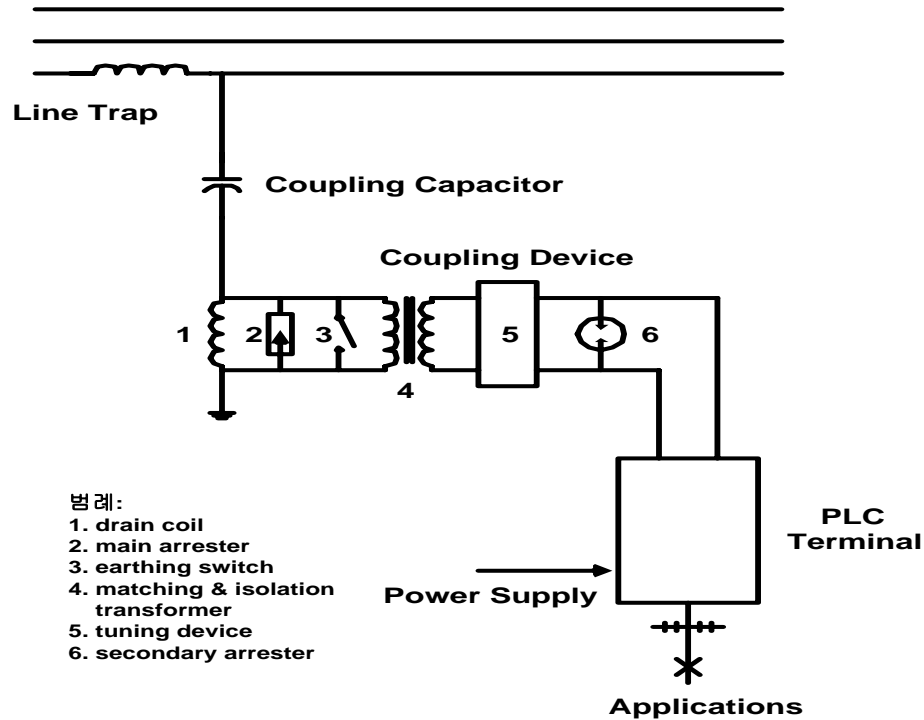 Line Trap
Coupling Capacitor
Coupling Device
1
2
3
4
5
6
범례:
1. drain coil
2. main arrester
3. earthing switch
4. matching & isolation
transformer
5. tuning device
6. secondary arrester
PLC
Terminal
Power Supply
Applications